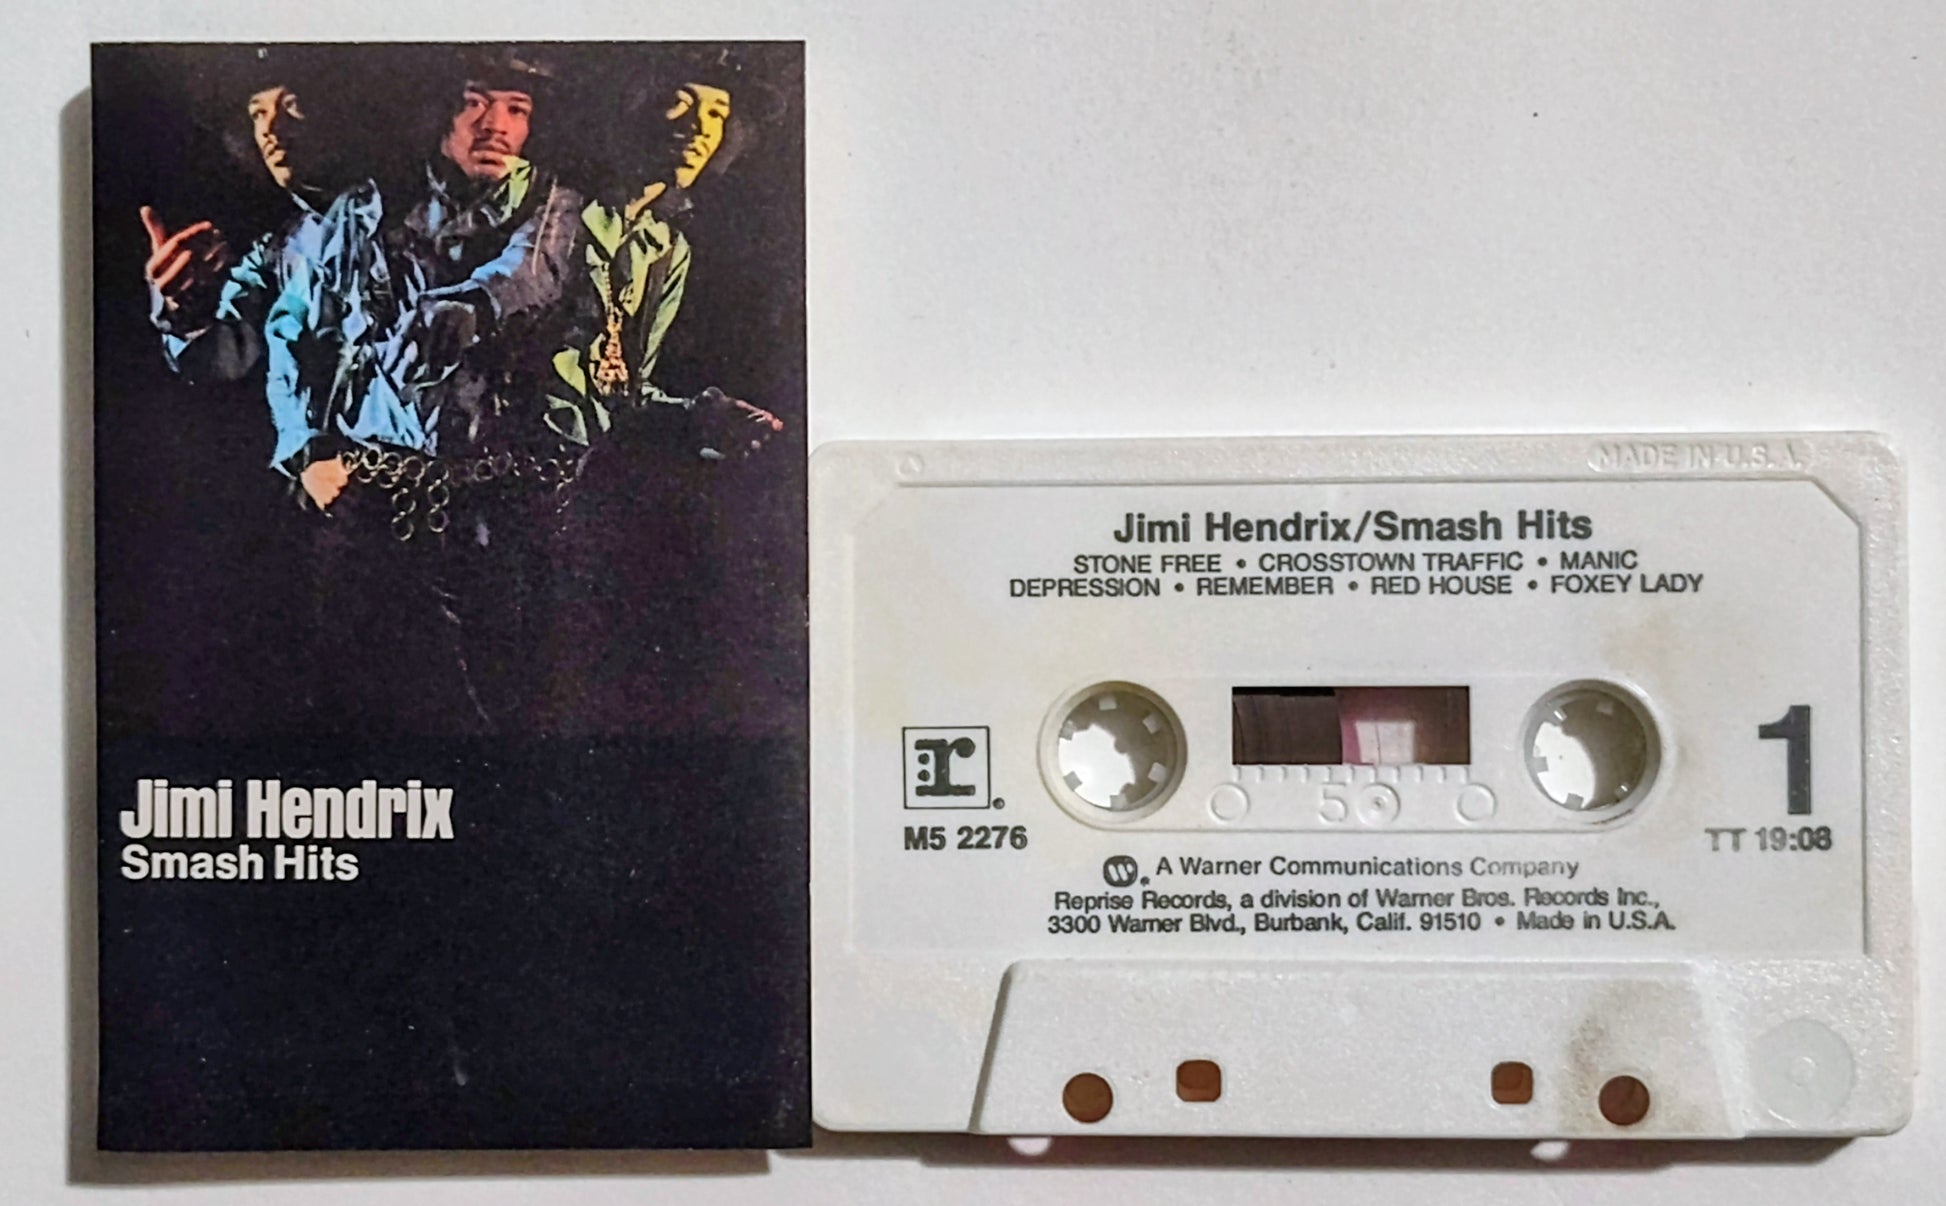 Jimi Hendrix
Smash Hits
MADE IN U.S.A.
Jimi Hendrix/Smash Hits
STONE FREE • CROSSTOWN TRAFFIC • MANIC
DEPRESSION • REMEMBER • RED HOUSE • FOXEY LADY
:r
®
1
50
M5 2276
TT 19:08
W® A Warner Communications Company
Reprise Records, a division of Warner Bros. Records Inc.,
3300 Warner Blvd., Burbank, Calif. 91510 • Made in U.S.A.